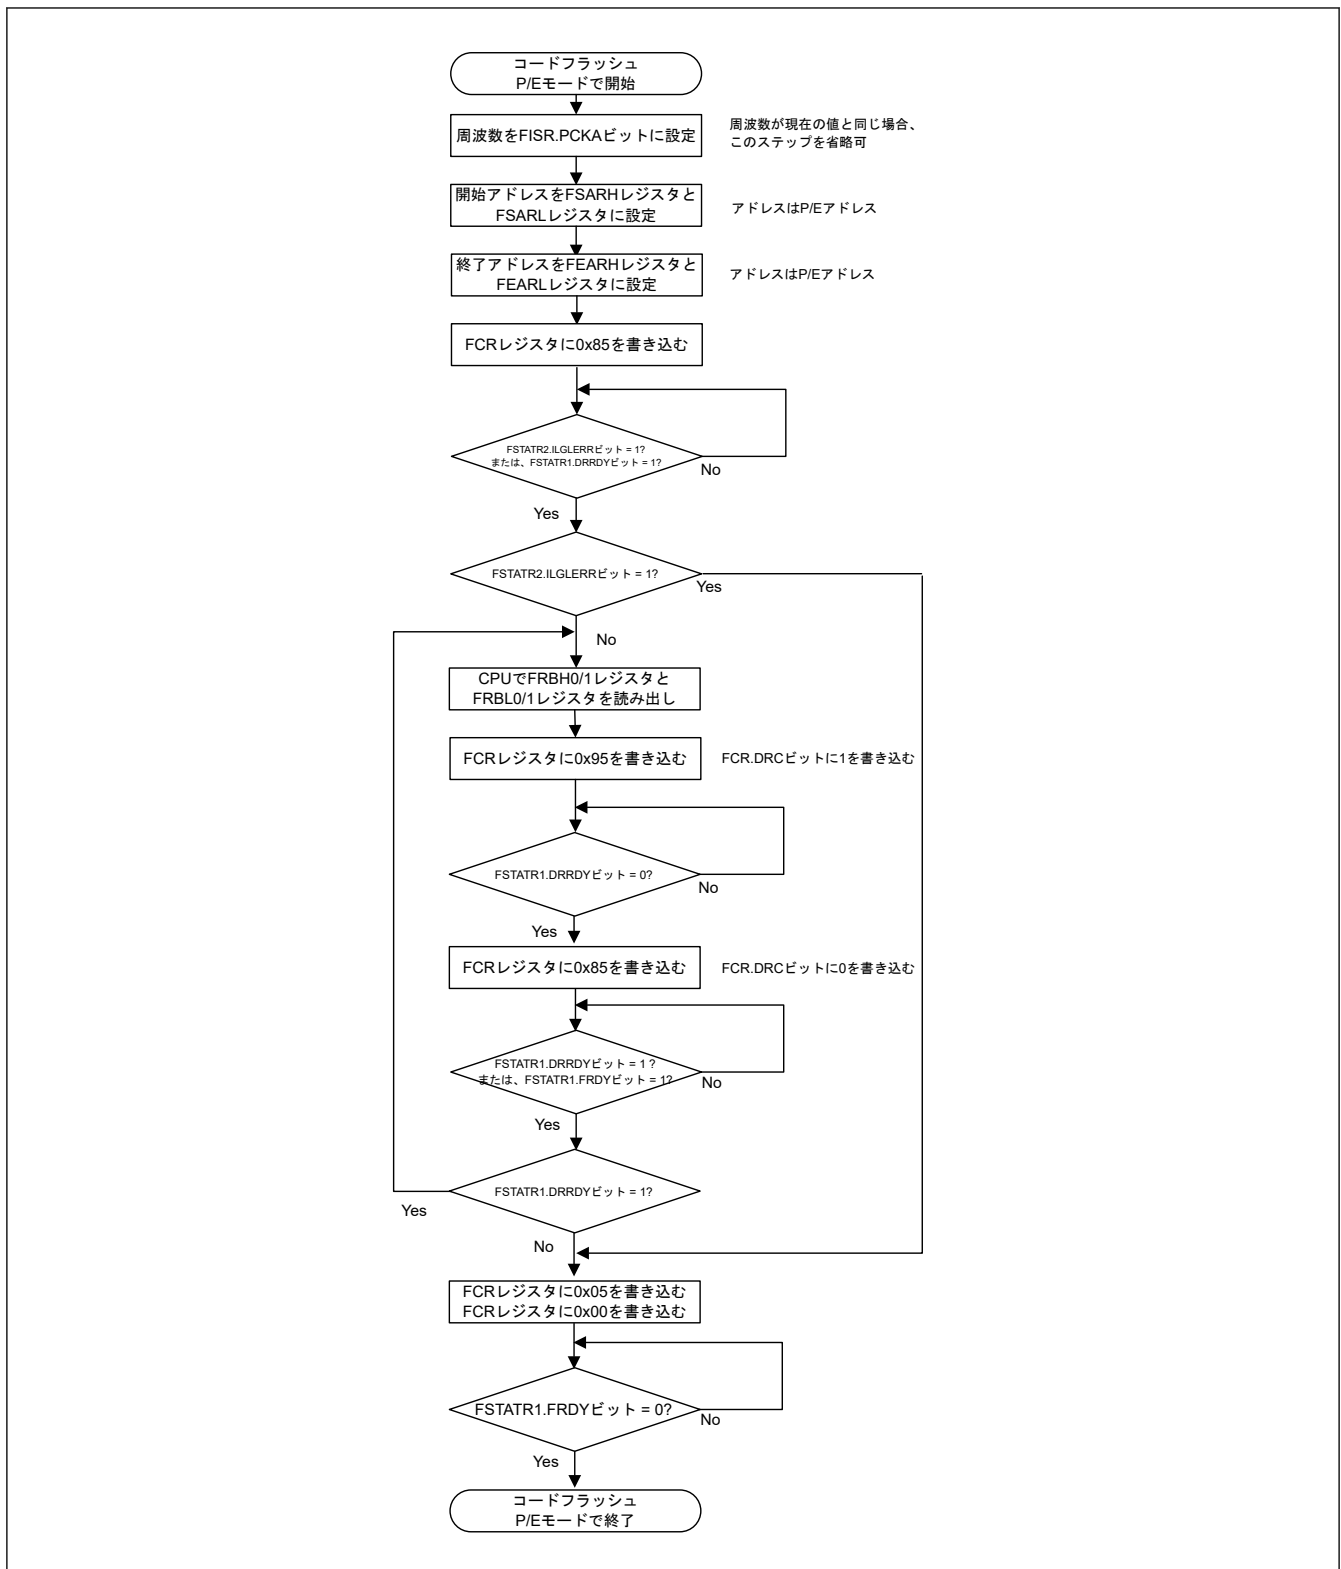 コードフラッシュ
P/Eモードで開始
周波数をFISR.PCKAビットに設定
周波数が現在の値と同じ場合、
このステップを省略可
開始アドレスをFSARHレジスタと
FSARLレジスタに設定
アドレスはP/Eアドレス
終了アドレスをFEARHレジスタと
FEARLレジスタに設定
アドレスはP/Eアドレス
FCRレジスタに0x85を書き込む
FSTATR2.ILGLERRビット = 1?
または、FSTATR1.DRRDYビット = 1?
No
Yes
FSTATR2.ILGLERRビット = 1?
Yes
No
CPUでFRBH0/1レジスタと
FRBL0/1レジスタを読み出し
FCRレジスタに0x95を書き込む
FCR.DRCビットに1を書き込む
FSTATR1.DRRDYビット = 0?
No
Yes
FCRレジスタに0x85を書き込む
FCR.DRCビットに0を書き込む
FSTATR1.DRRDYビット = 1 ?
または、FSTATR1.FRDYビット = 1?
No
Yes
FSTATR1.DRRDYビット = 1?
Yes
No
FCRレジスタに0x05を書き込む
FCRレジスタに0x00を書き込む
FSTATR1.FRDYビット = 0?
No
Yes
コードフラッシュ
P/Eモードで終了